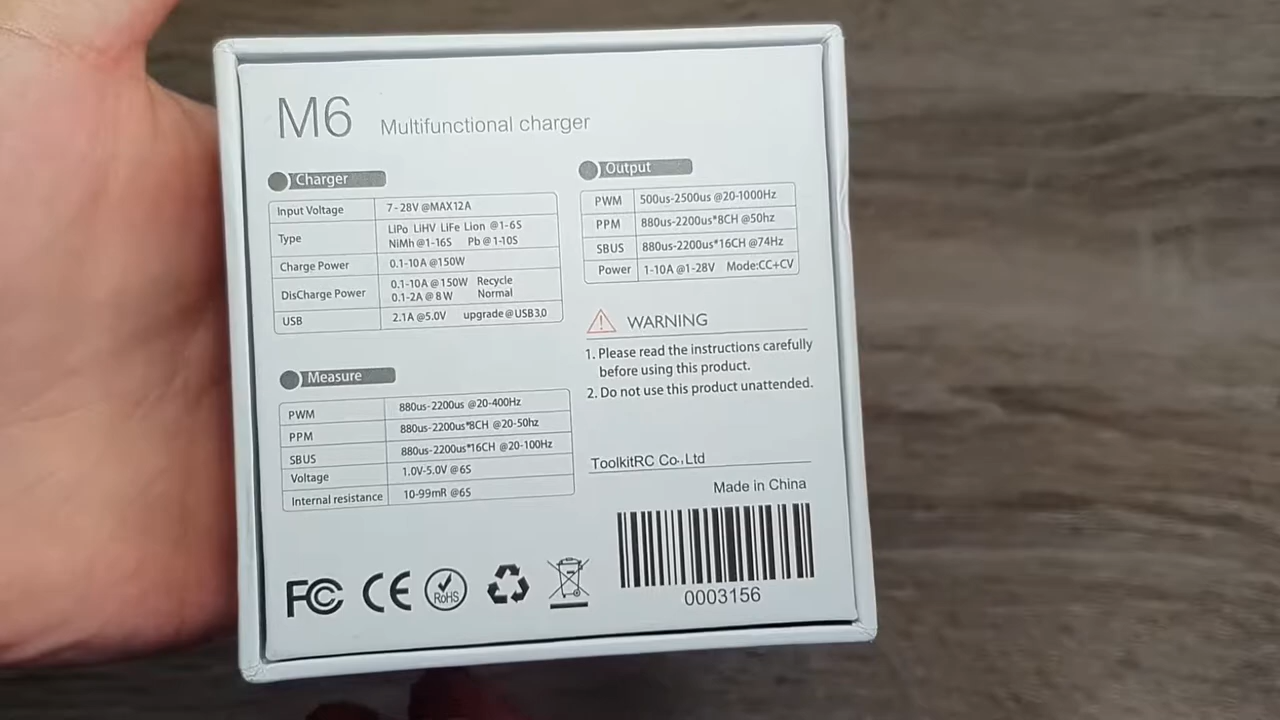 M6 Multifunctional charger
Charger
Input Voltage 7-28V @MAX12A
Type LiPo LiHV LiFe Lion @1-6S
NiMh @1-16S Pb @1-10S
Charge Power 0.1-10A @150W
DisCharge Power 0.1-10A @150W Recycle
0.1-2A @8W Normal
USB 2.1A @5.0V upgrade@USB3,0
Measure
PWM 880us-2200us @20-400Hz
PPM 880us-2200us*8CH @20-50hz
SBUS 880us-2200us*16CH @20-100Hz
Voltage 1.0V-5.0V @6S
Internal resistance 10-99mR @6S
Output
PWM 500us-2500us @20-1000Hz
PPM 880us-2200us*8CH @50hz
SBUS 880us-2200us*16CH @74Hz
Power 1-10A @1-28V Mode:CC+CV
WARNING
1. Please read the instructions carefully
before using this product.
2. Do not use this product unattended.
ToolkitRC Co.,Ltd
Made in China
0003156
FC CE RoHS